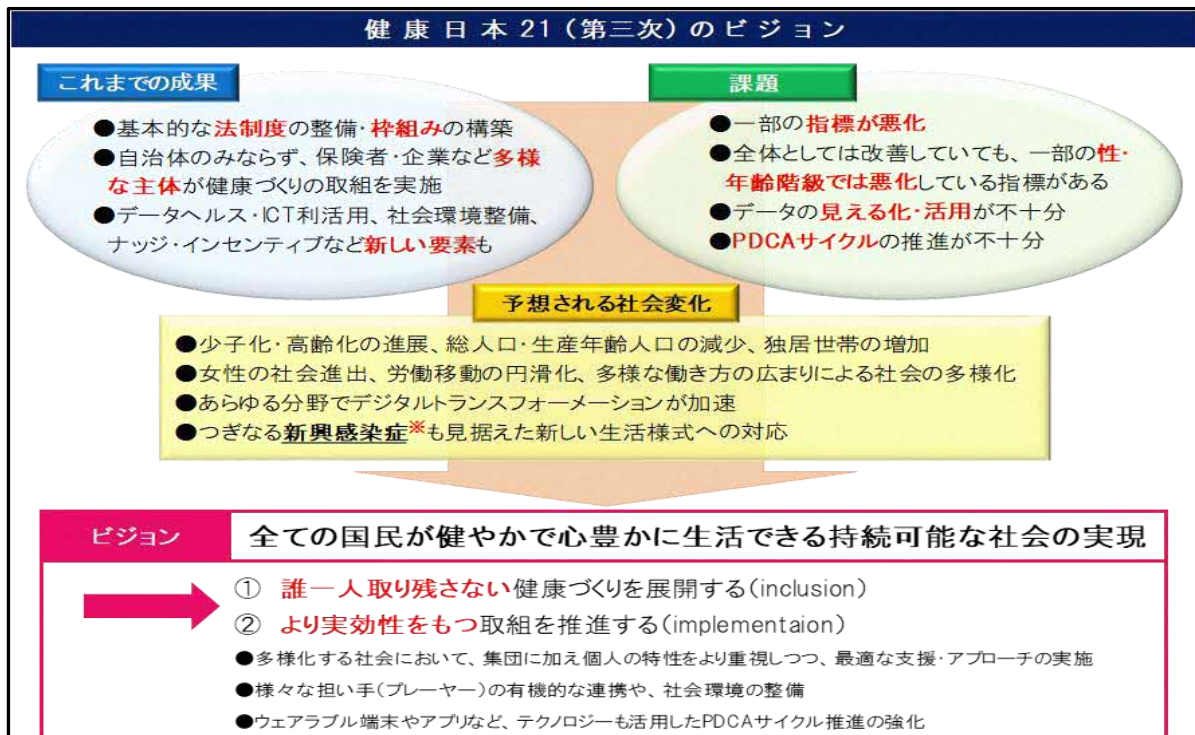 健康日本21（第三次）のビジョン
これまでの成果
●基本的な法制度の整備・枠組みの構築
●自治体のみならず、保険者・企業など多様
な主体が健康づくりの取組を実施
●データヘルス・ICT利活用、社会環境整備、
ナッジ・インセンティブなど新しい要素も
課題
●一部の指標が悪化
●全体としては改善していても、一部の性・
年齢階級では悪化している指標がある
●データの見える化・活用が不十分
●PDCAサイクルの推進が不十分
予想される社会変化
●少子化・高齢化の進展、総人口・生産年齢人口の減少、独居世帯の増加
●女性の社会進出、労働移動の円滑化、多様な働き方の広まりによる社会の多様化
●あらゆる分野でデジタルトランスフォーメーションが加速
●つぎなる新興感染症※も見据えた新しい生活様式への対応
ビジョン
全ての国民が健やかで心豊かに生活できる持続可能な社会の実現
① 誰一人取り残さない健康づくりを展開する（inclusion）
② より実効性をもつ取組を推進する（implementaion）
●多様化する社会において、集団に加え個人の特性をより重視しつつ、最適な支援・アプローチの実施
●様々な担い手（プレーヤー）の有機的な連携や、社会環境の整備
●ウェアラブル端末やアプリなど、テクノロジーも活用したPDCAサイクル推進の強化